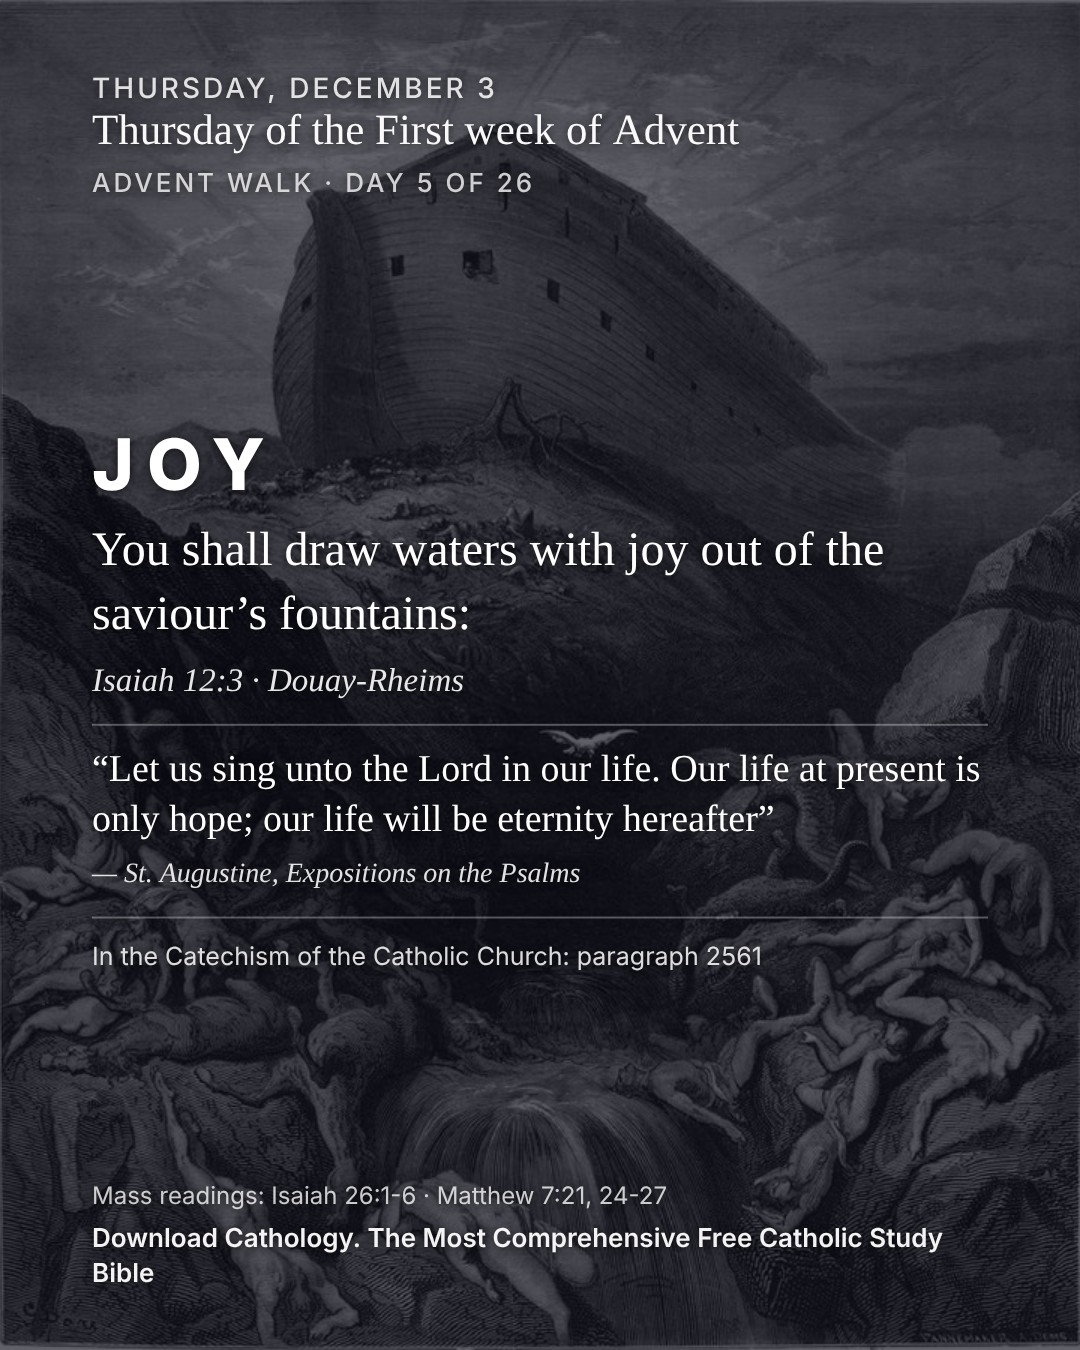 THURSDAY, DECEMBER 3
Thursday of the First week of Advent
ADVENT WALK · DAY 5 OF 26
JOY
You shall draw waters with joy out of the
saviour’s fountains:
Isaiah 12:3 · Douay-Rheims
“Let us sing unto the Lord in our life. Our life at present is
only hope; our life will be eternity hereafter”
— St. Augustine, Expositions on the Psalms
In the Catechism of the Catholic Church: paragraph 2561
Mass readings: Isaiah 26:1-6 · Matthew 7:21, 24-27
Download Cathology. The Most Comprehensive Free Catholic Study
Bible